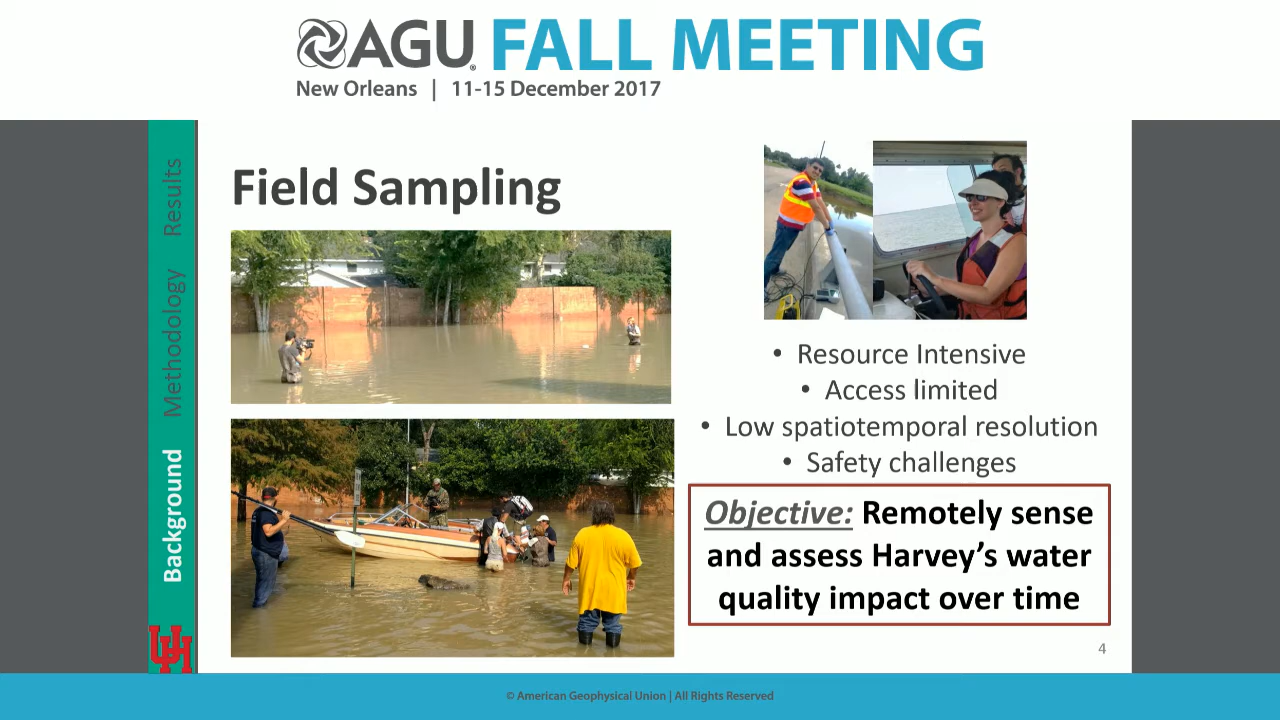 AGU FALL MEETING
New Orleans | 11-15 December 2017
Results
Methodology
Background
UH
Field Sampling
• Resource Intensive
• Access limited
• Low spatiotemporal resolution
• Safety challenges
Objective: Remotely sense
and assess Harvey's water
quality impact over time
4
© American Geophysical Union | All Rights Reserved